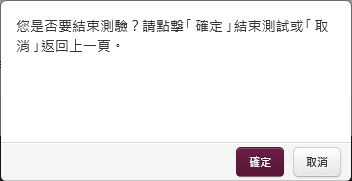 您是否要結束測驗？請點擊「確定」結束測試或「取
消」返回上一頁。
確定
取消